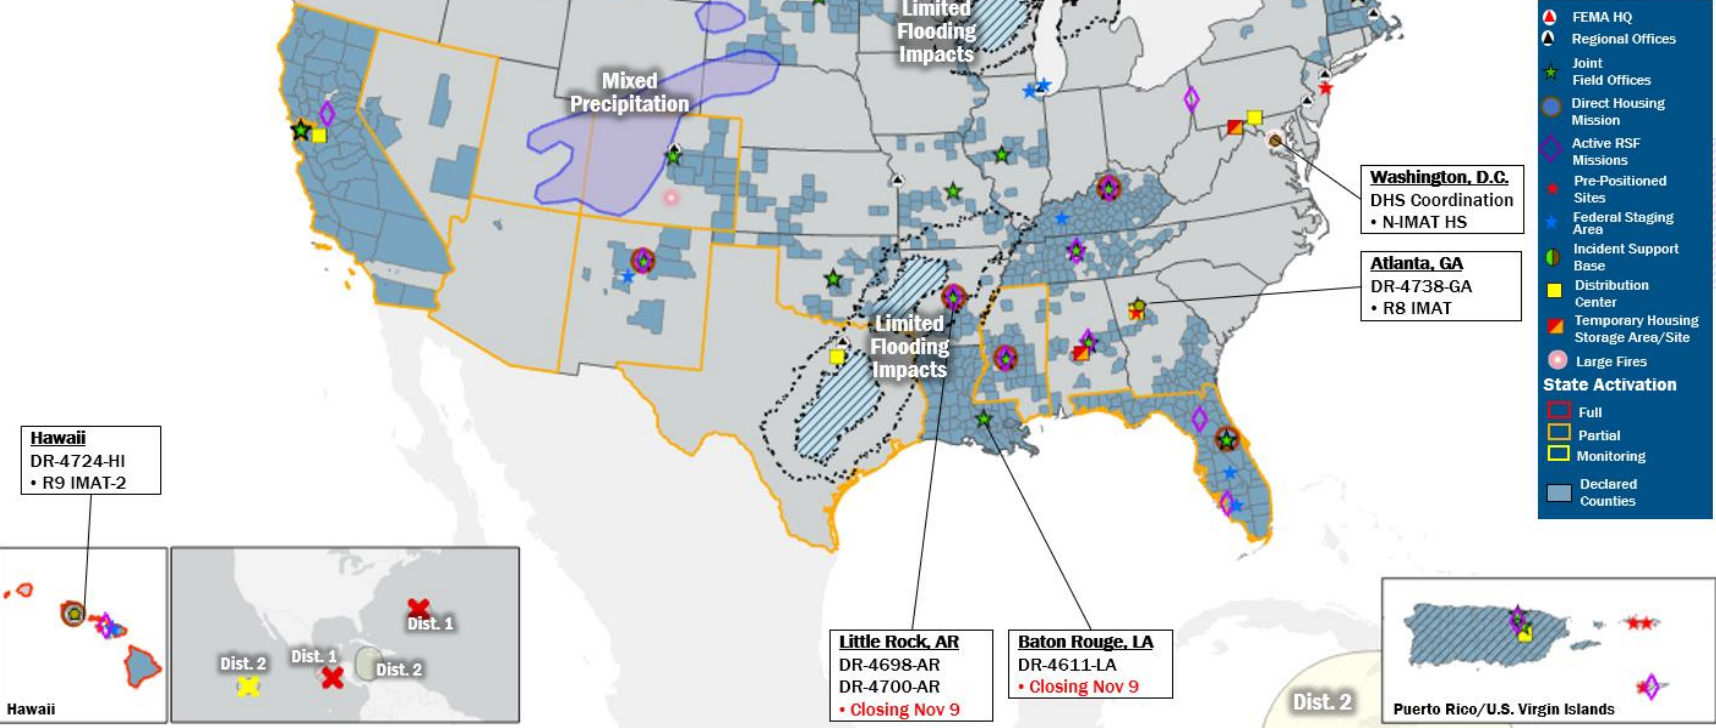 Limited
Flooding
Impacts
Mixed
Precipitation
Limited
Flooding
Impacts
Washington, D.C.
DHS Coordination
• N-IMAT HS
Atlanta, GA
DR-4738-GA
• R8 IMAT
Hawaii
DR-4724-HI
• R9 IMAT-2
Little Rock, AR
DR-4698-AR
DR-4700-AR
• Closing Nov 9
Baton Rouge, LA
DR-4611-LA
• Closing Nov 9
Hawaii
Dist. 1
Dist. 2
Dist. 1
Dist. 2
Dist. 2
Puerto Rico/U.S. Virgin Islands
FEMA HQ
Regional Offices
Joint
Field Offices
Direct Housing
Mission
Active RSF
Missions
Pre-Positioned
Sites
Federal Staging
Area
Incident Support
Base
Distribution
Center
Temporary Housing
Storage Area/Site
Large Fires
State Activation
Full
Partial
Monitoring
Declared
Counties